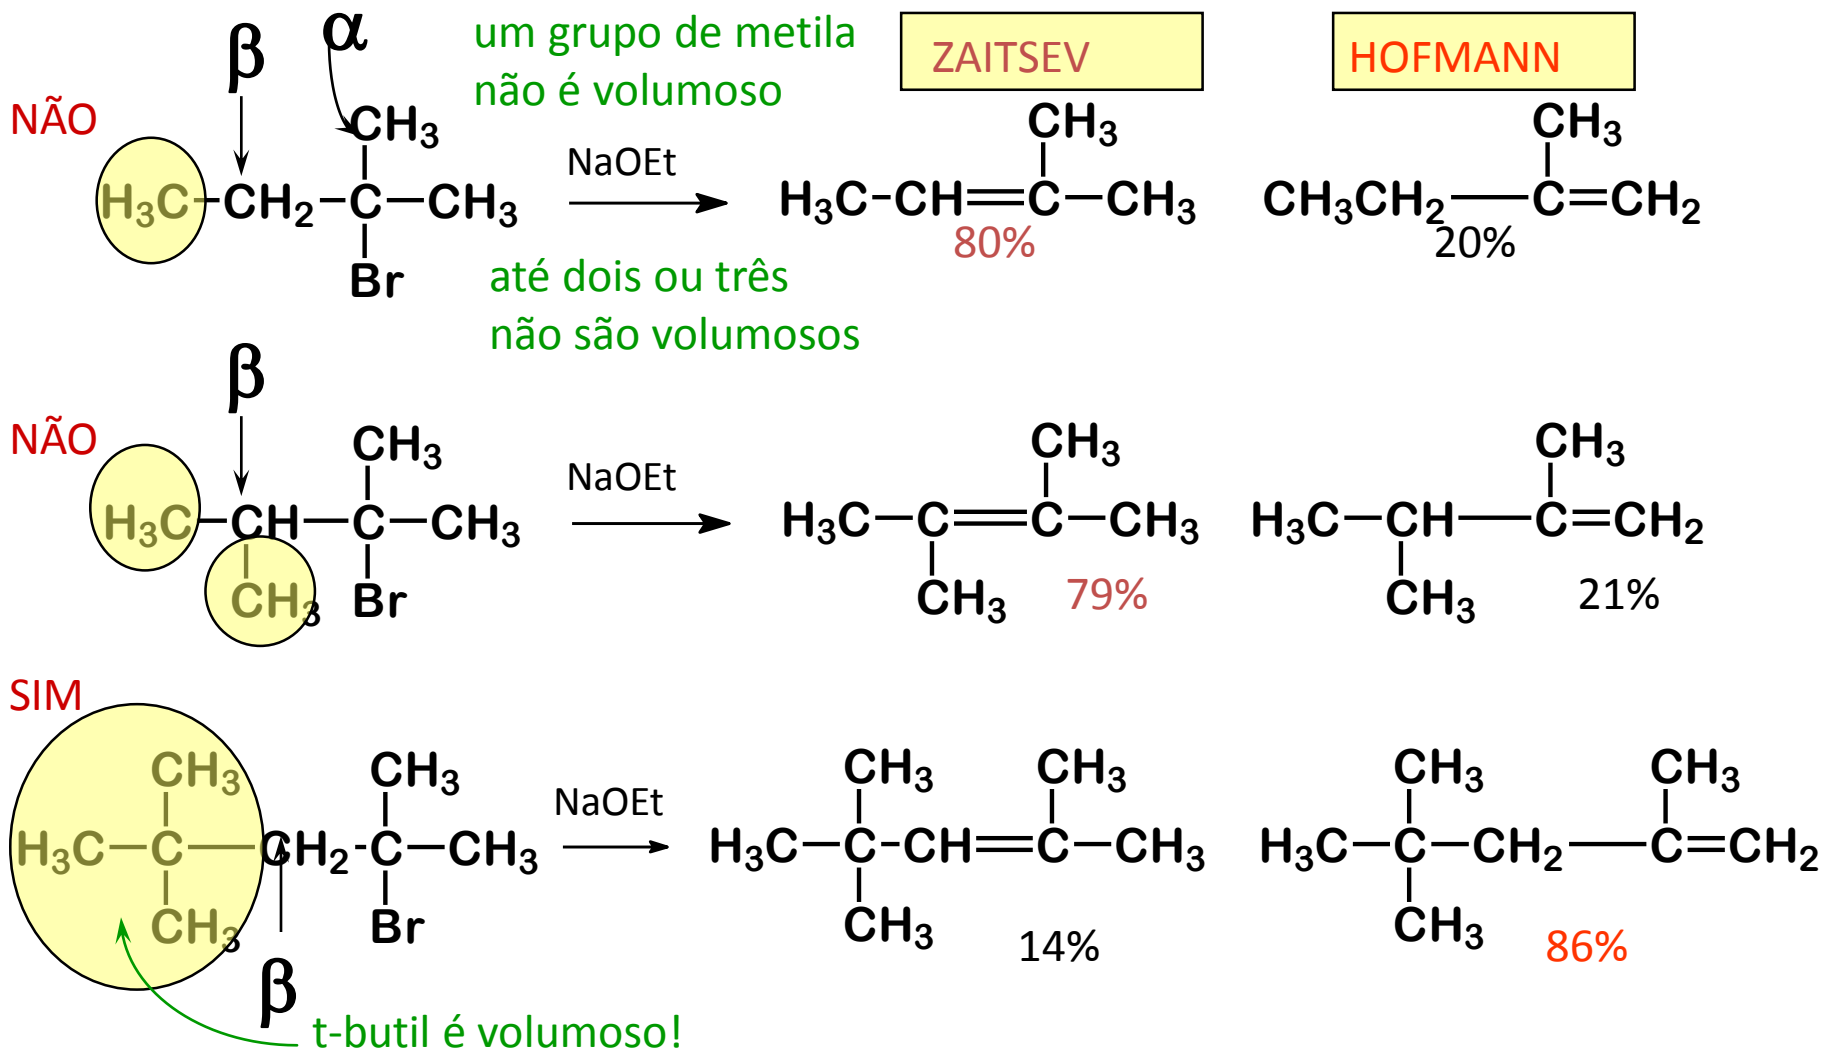 β
α
um grupo de metila
não é volumoso
ZAITSEV
HOFMANN
NÃO
CH₃
CH₃
CH₃
NaOEt
H₃C-CH₂-C-CH₃
H₃C-CH=C-CH₃
CH₃CH₂-C=CH₂
80%
20%
Br
até dois ou três
não são volumosos
β
NÃO
CH₃
CH₃
CH₃
NaOEt
H₃C-CH-C-CH₃
H₃C-C=C-CH₃
H₃C-CH-C=CH₂
CH₃
Br
CH₃
79%
CH₃
21%
SIM
CH₃
CH₃
CH₃
CH₃
CH₃
CH₃
NaOEt
H₃C-C-CH₂-C-CH₃
H₃C-C-CH=C-CH₃
H₃C-C-CH₂-C=CH₂
CH₃
Br
CH₃
14%
CH₃
86%
β
t-butil é volumoso!